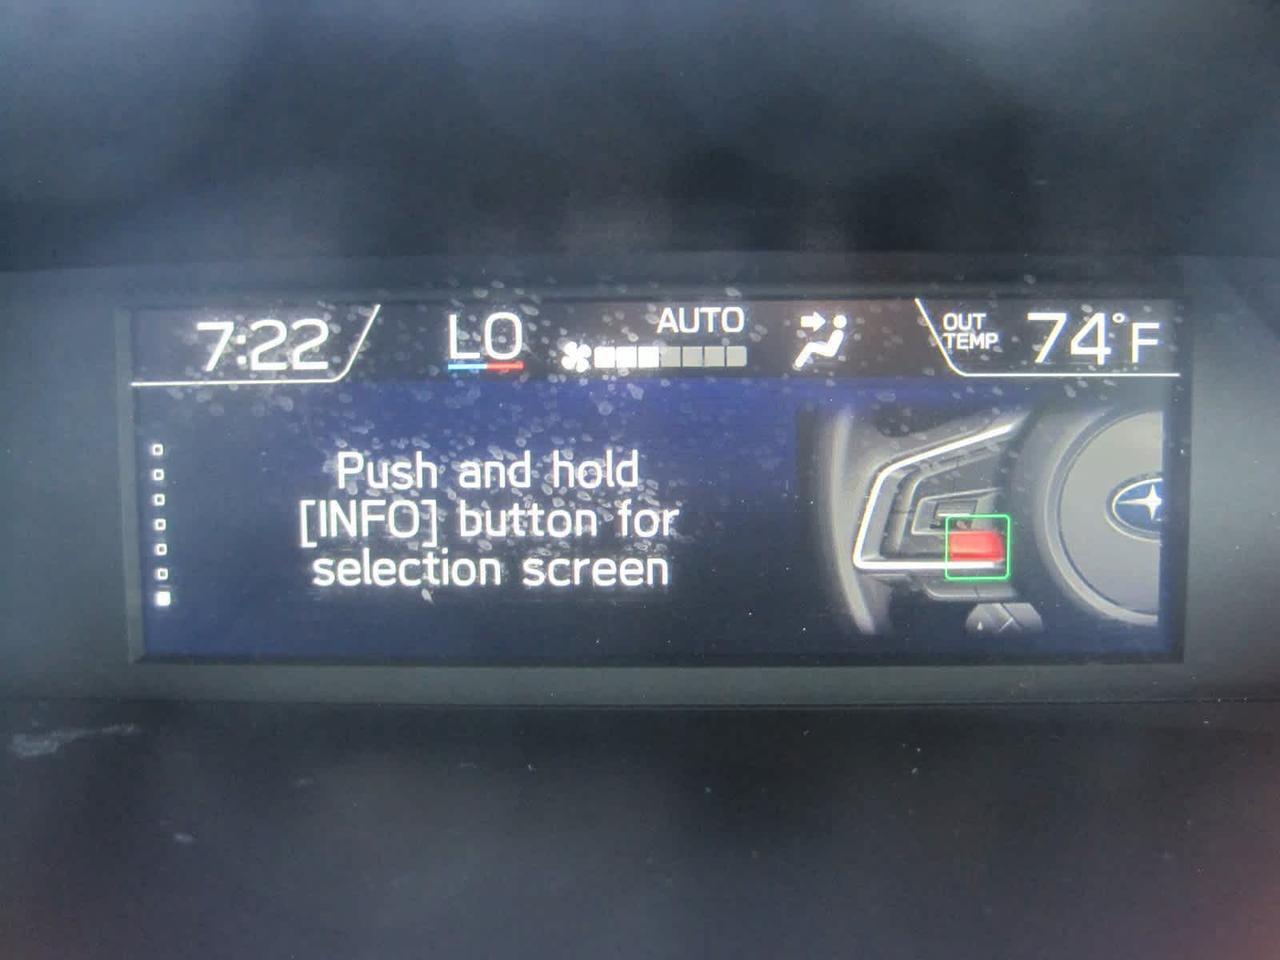 7:22
LO
AUTO
OUT
TEMP
74°F
Push and hold
[INFO] button for
selection screen